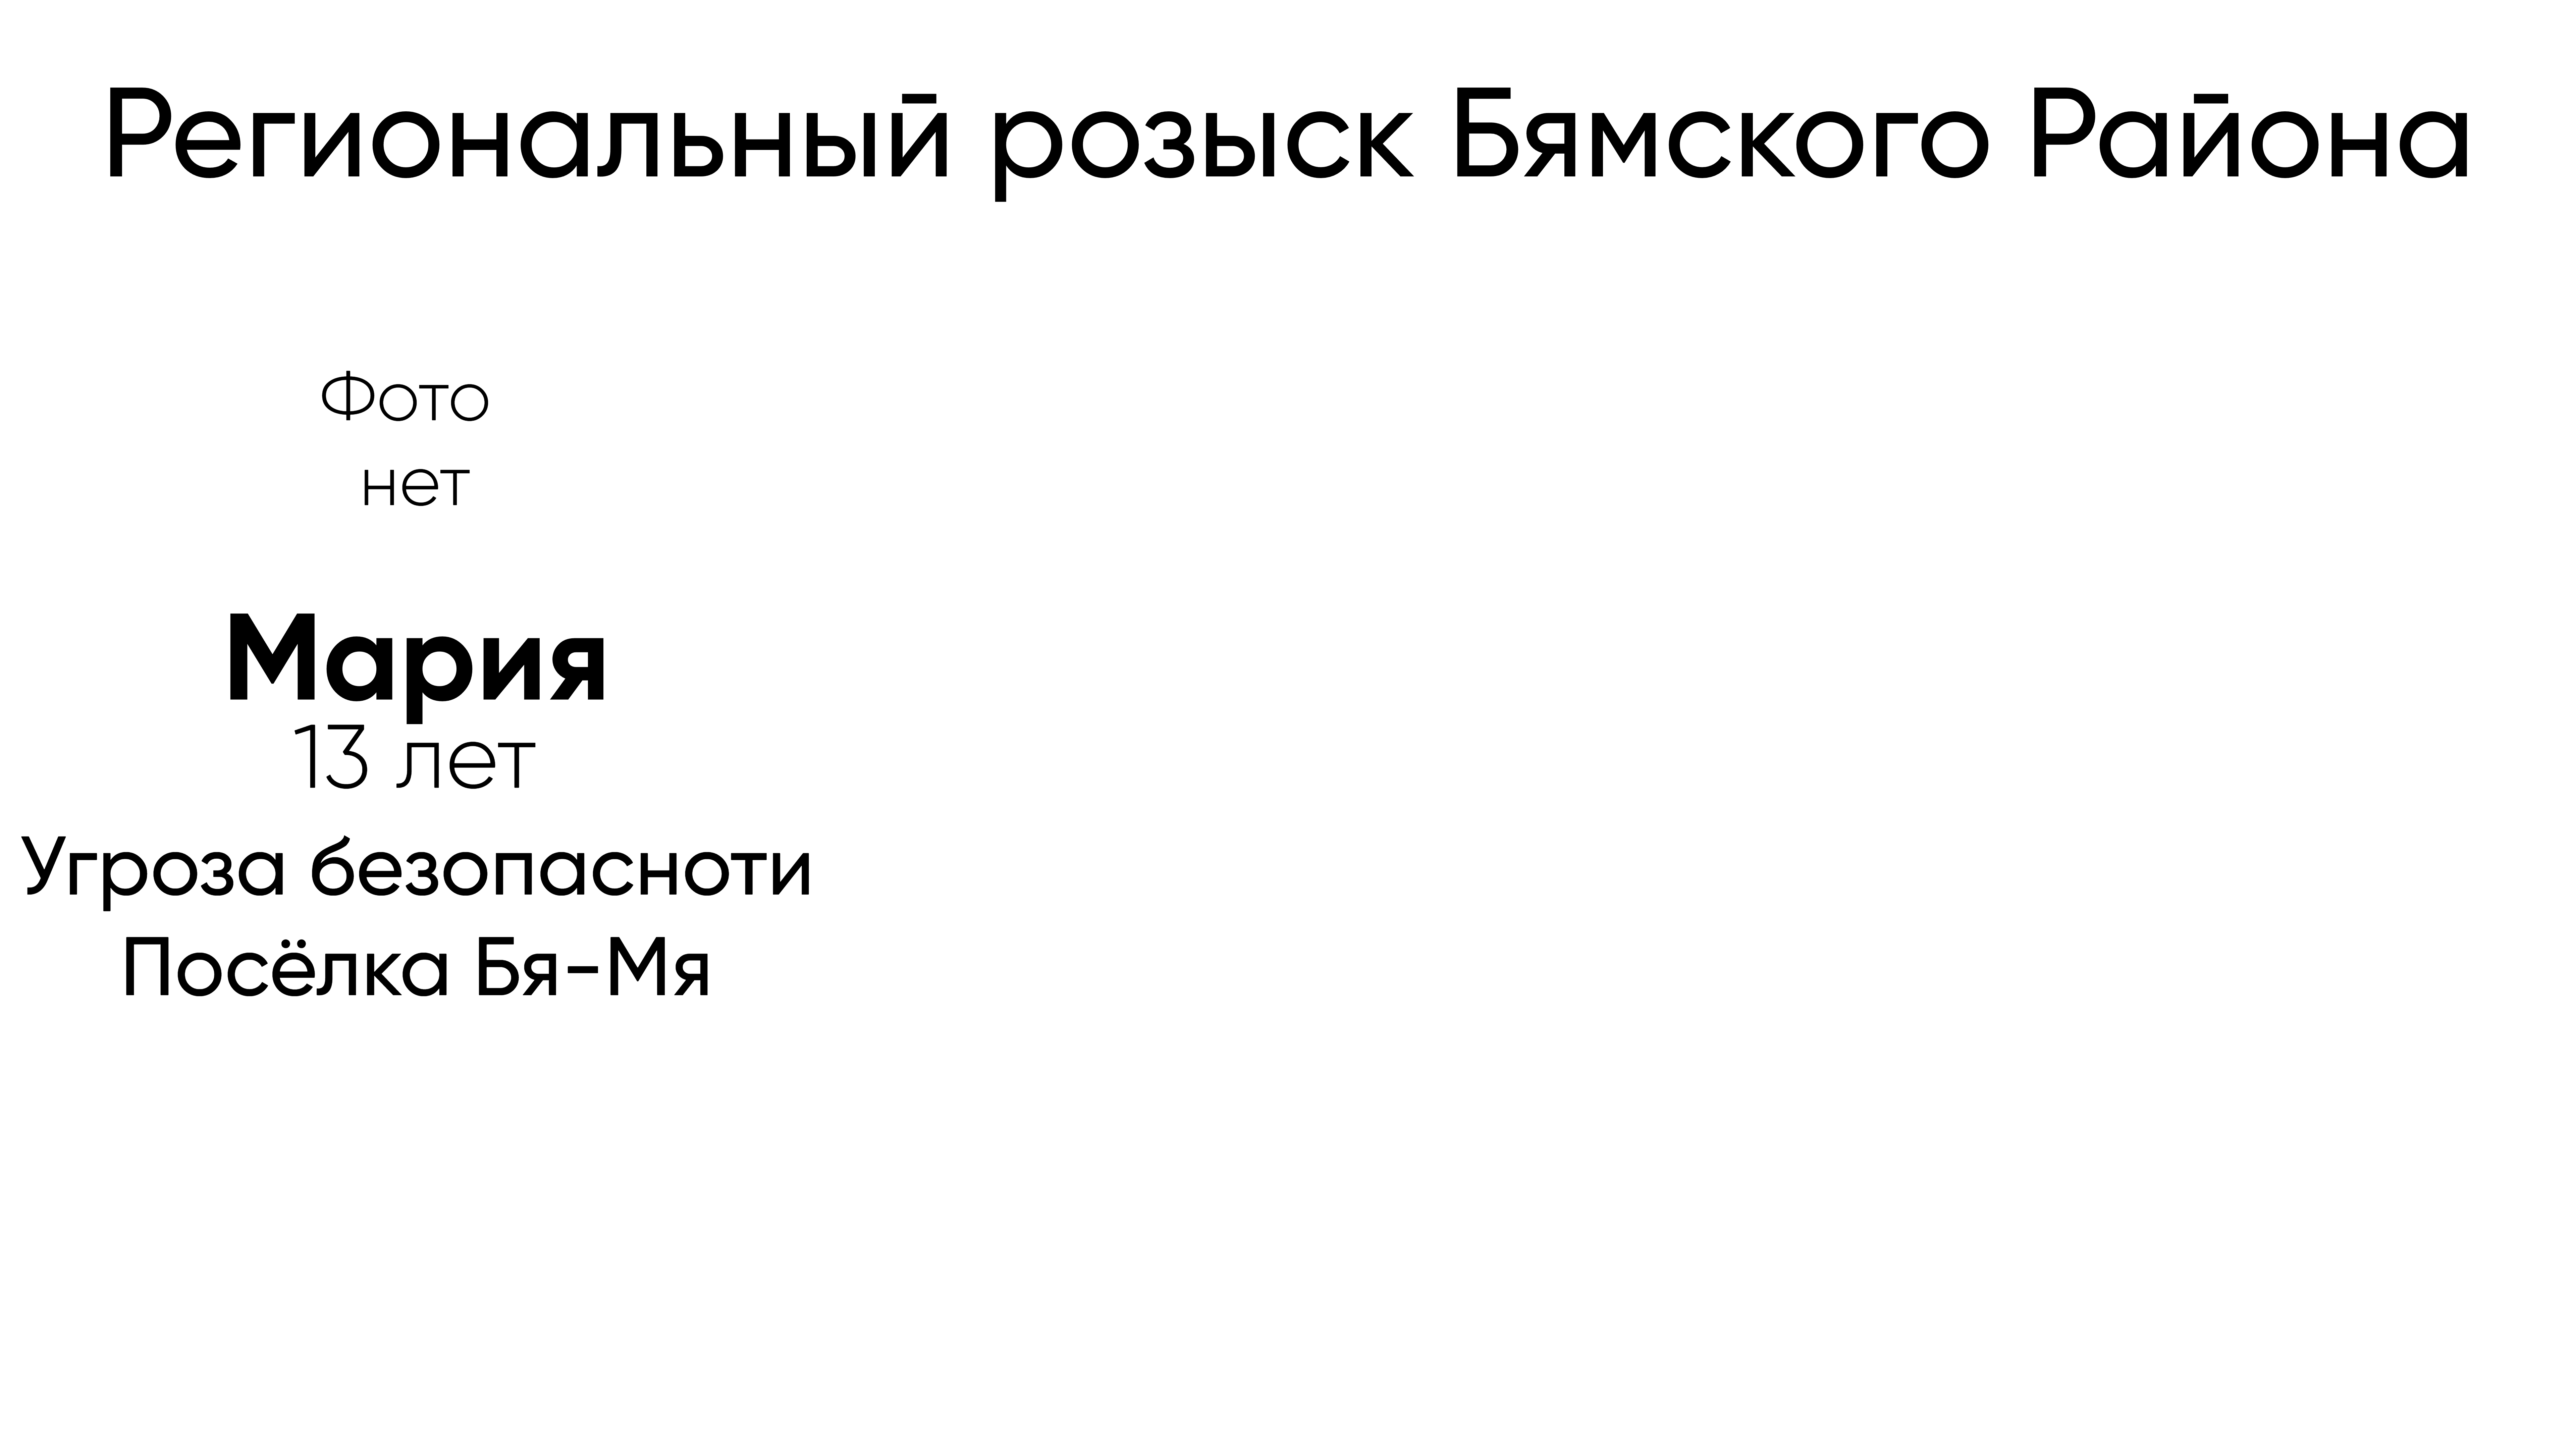 Региональный розыск Бямского Района
Фото
нет
Мария
13 лет
Угроза безопасноти
Посёлка Бя-Мя